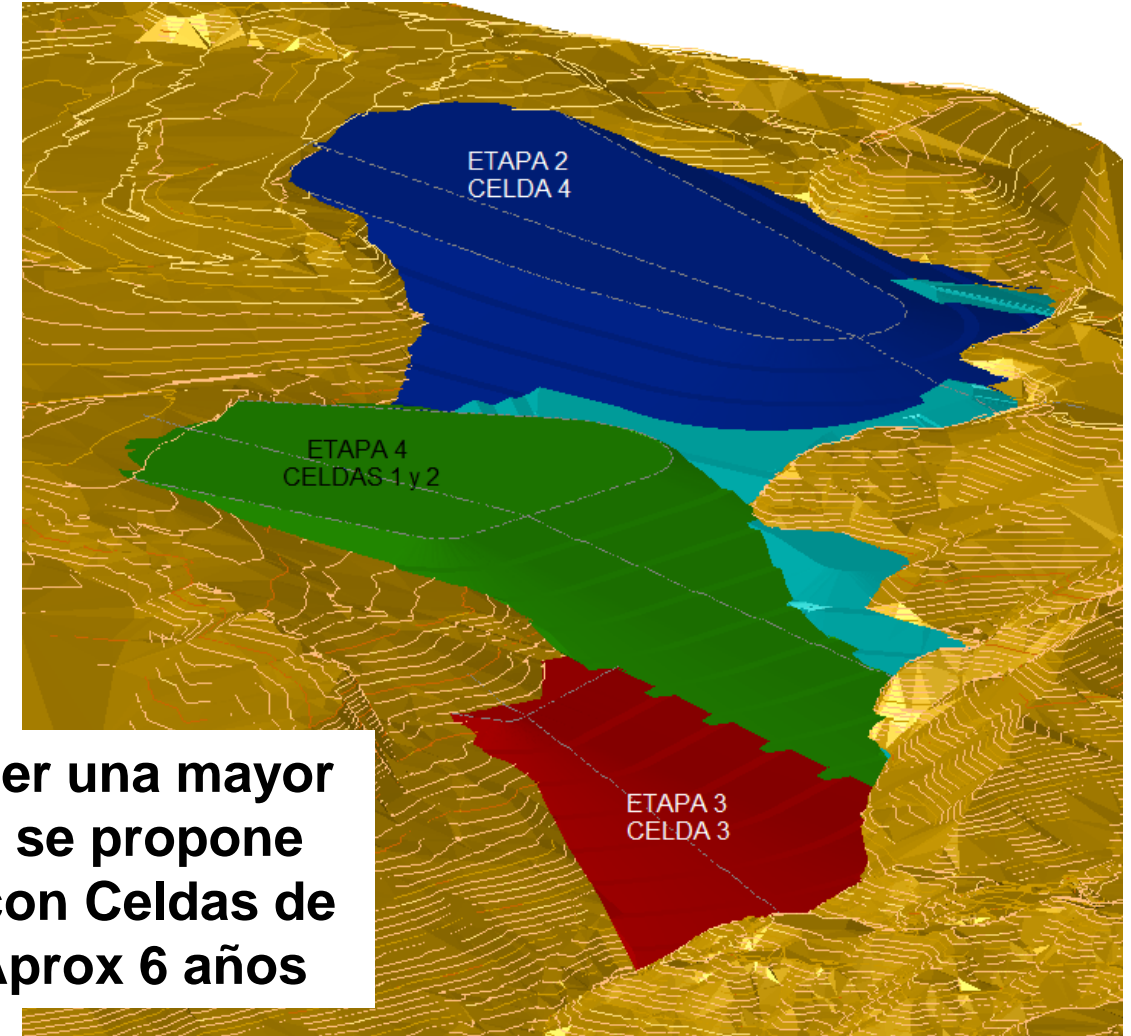 ETAPA 2
CELDA 4
ETAPA 4
CELDAS 1 y 2
ETAPA 3
CELDA 3
er una mayor
se propone
con Celdas de
Aprox 6 años